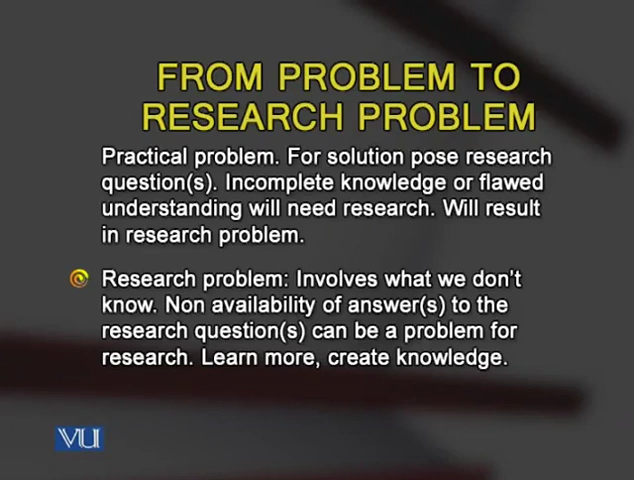 FROM PROBLEM TO
RESEARCH PROBLEM
Practical problem. For solution pose research
question(s). Incomplete knowledge or flawed
understanding will need research. Will result
in research problem.
Research problem: Involves what we don't
know. Non availability of answer(s) to the
research question(s) can be a problem for
research. Learn more, create knowledge.
VU